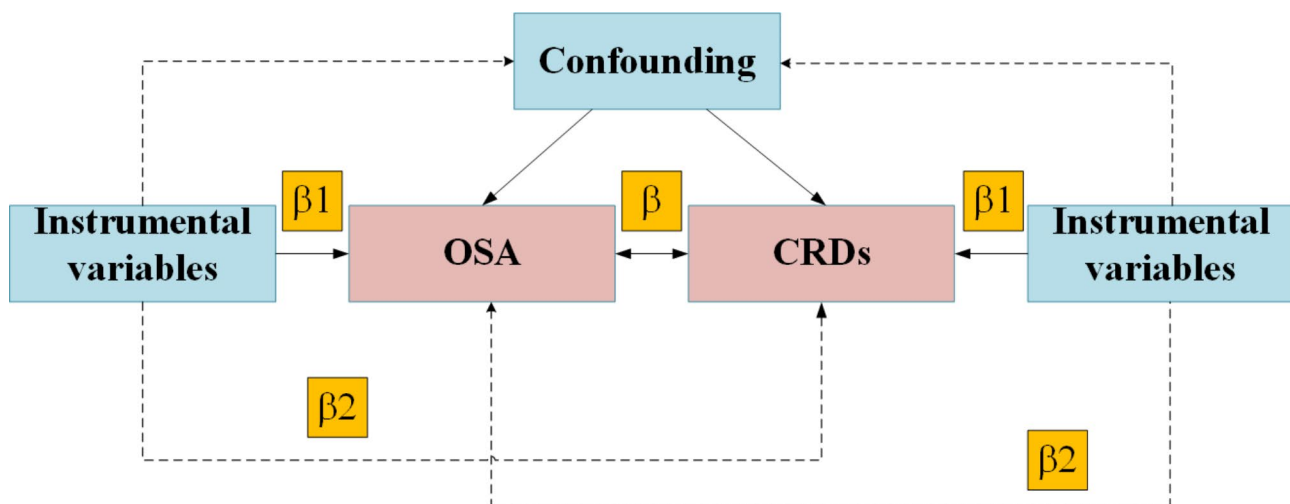 Confounding
β1
β
β1
Instrumental
variables
OSA
CRDs
Instrumental
variables
β2
β2